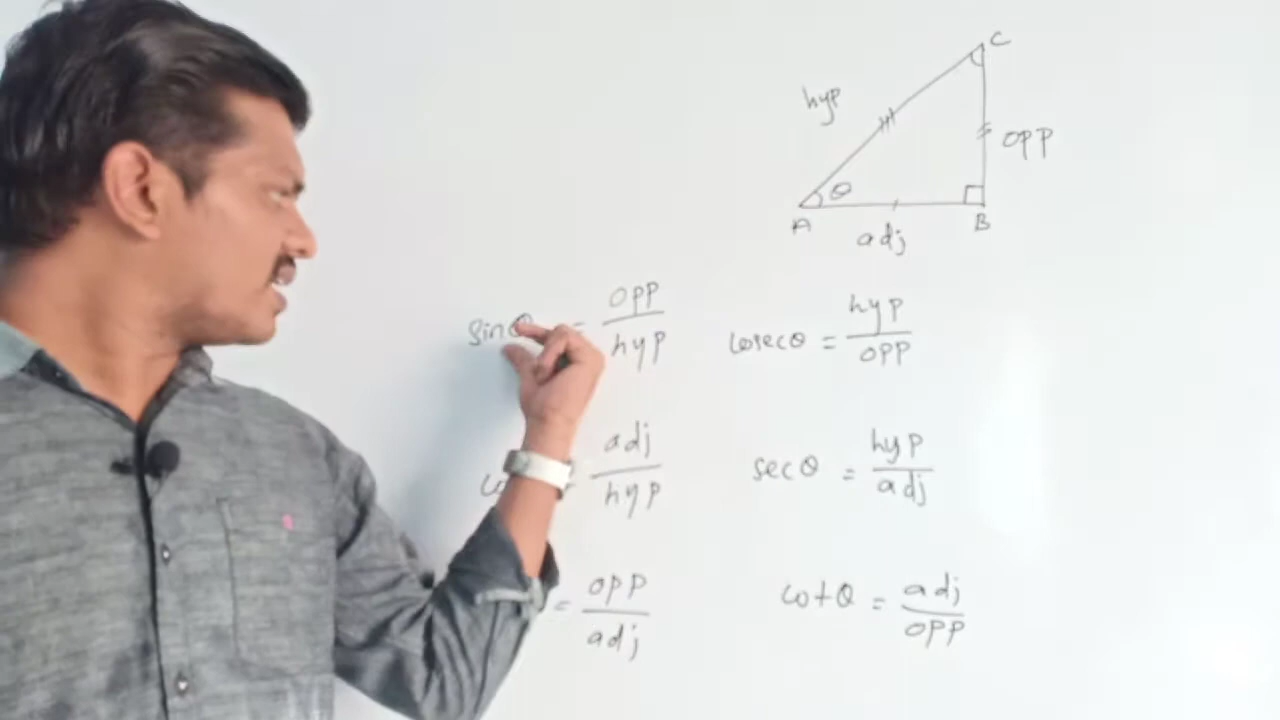 C
hyp
opp
θ
A
B
adj
sinθ = opp/hyp
cosecθ = hyp/opp
= adj/hyp
secθ = hyp/adj
= opp/adj
cotθ = adj/opp